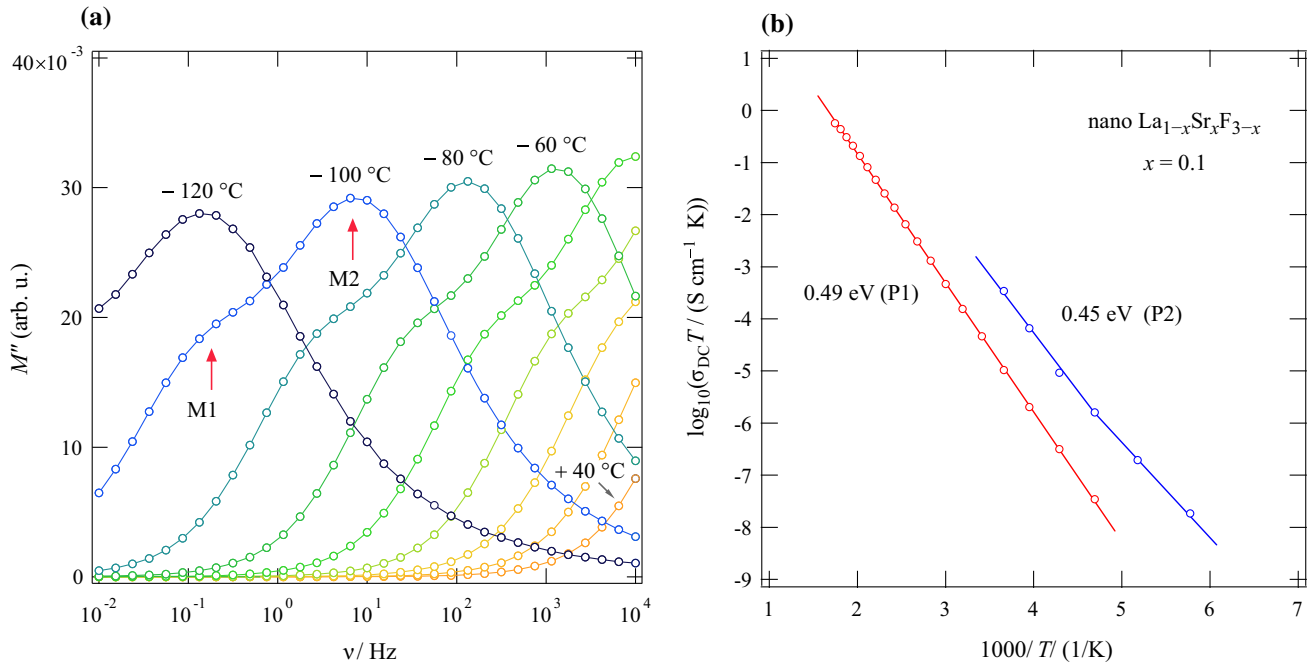 (a)
40×10⁻³
30
20
10
0
M″ (arb. u.)
− 120 °C
− 100 °C
− 80 °C
− 60 °C
+ 40 °C
M1
M2
10⁻² 10⁻¹ 10⁰ 10¹ 10² 10³ 10⁴
ν/ Hz
(b)
1
0
-1
-2
-3
-4
-5
-6
-7
-8
-9
log₁₀(σ_DC T / (S cm⁻¹ K))
nano La₁₋ₓSrₓF₃₋ₓ
x = 0.1
0.49 eV (P1)
0.45 eV (P2)
1 2 3 4 5 6 7
1000/ T/ (1/K)